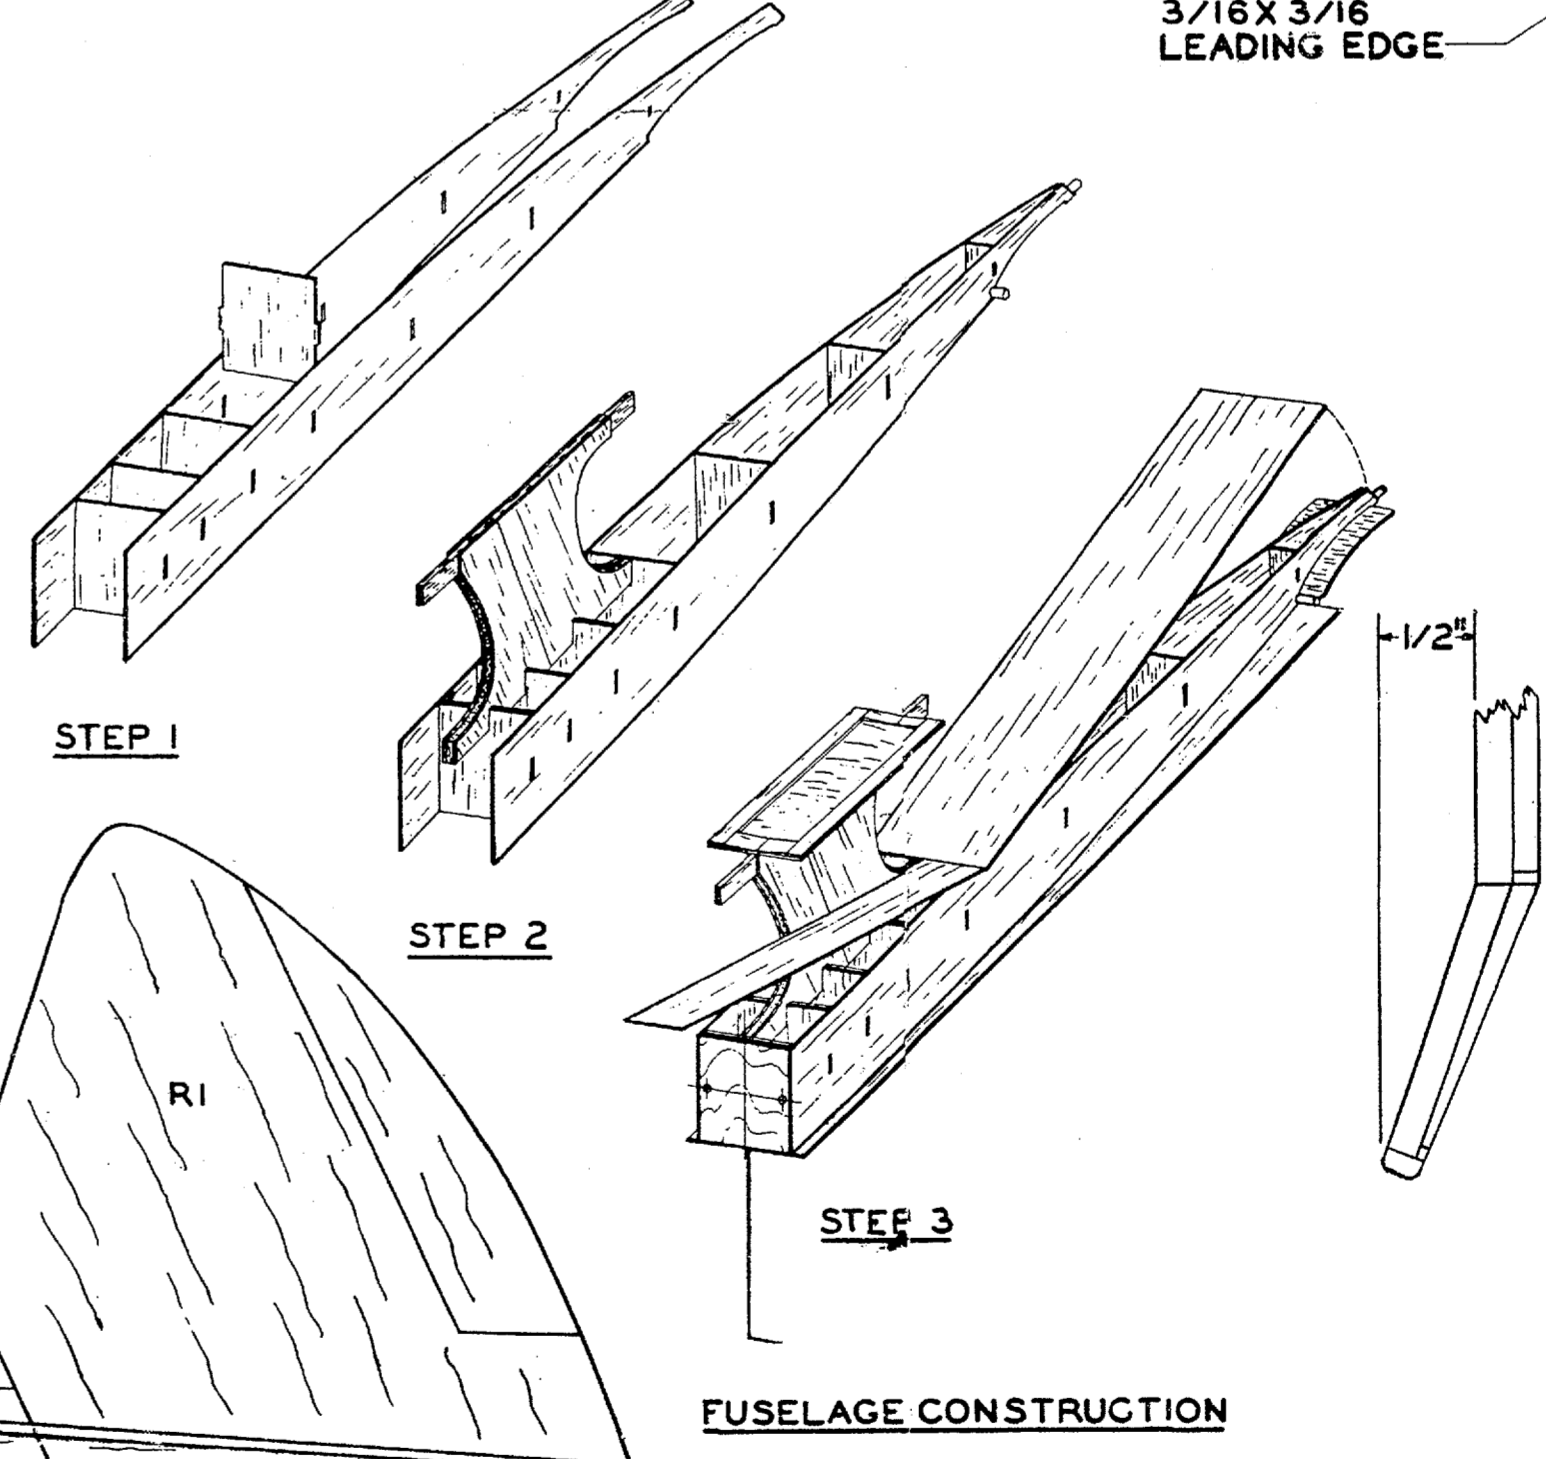 3/16 X 3/16
LEADING EDGE
1/2"
STEP 1
STEP 2
R1
STEP 3
FUSELAGE CONSTRUCTION